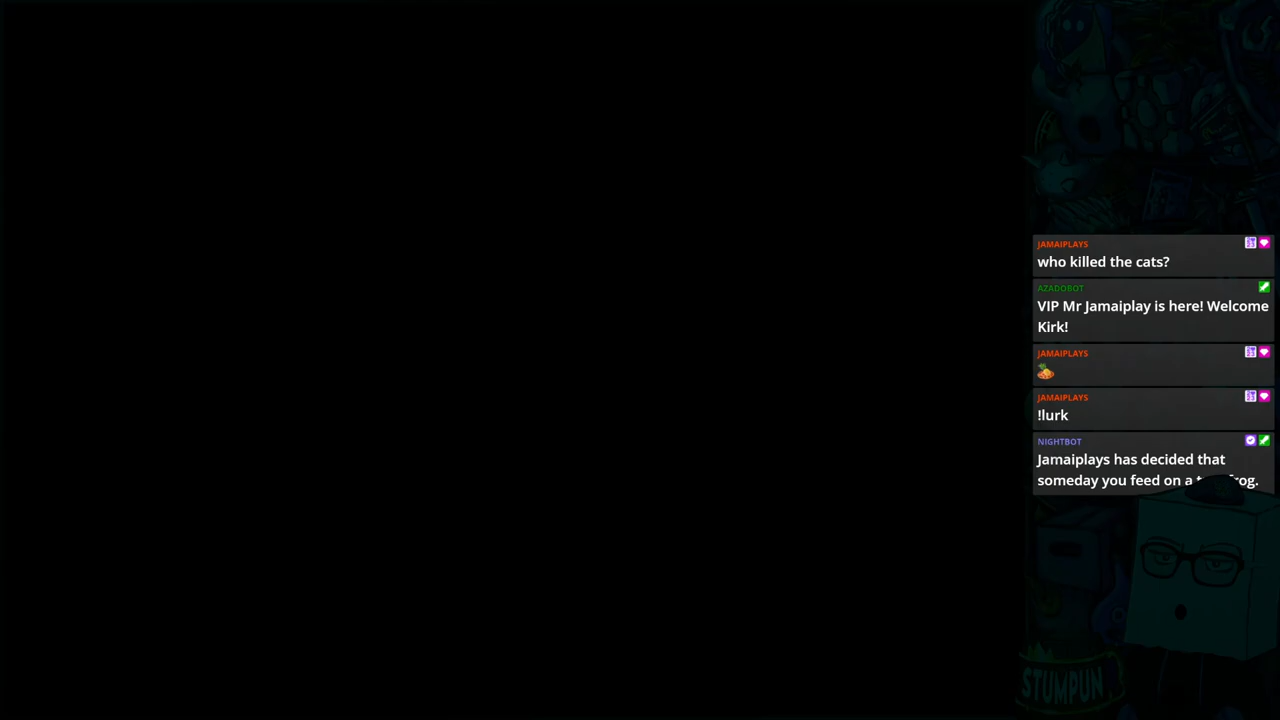 JAMAIPLAYS
who killed the cats?
AZADOBOT
VIP Mr Jamaiplay is here! Welcome
Kirk!
JAMAIPLAYS
JAMAIPLAYS
!lurk
NIGHTBOT
Jamaiplays has decided that
someday you feed on a
STUMPUN